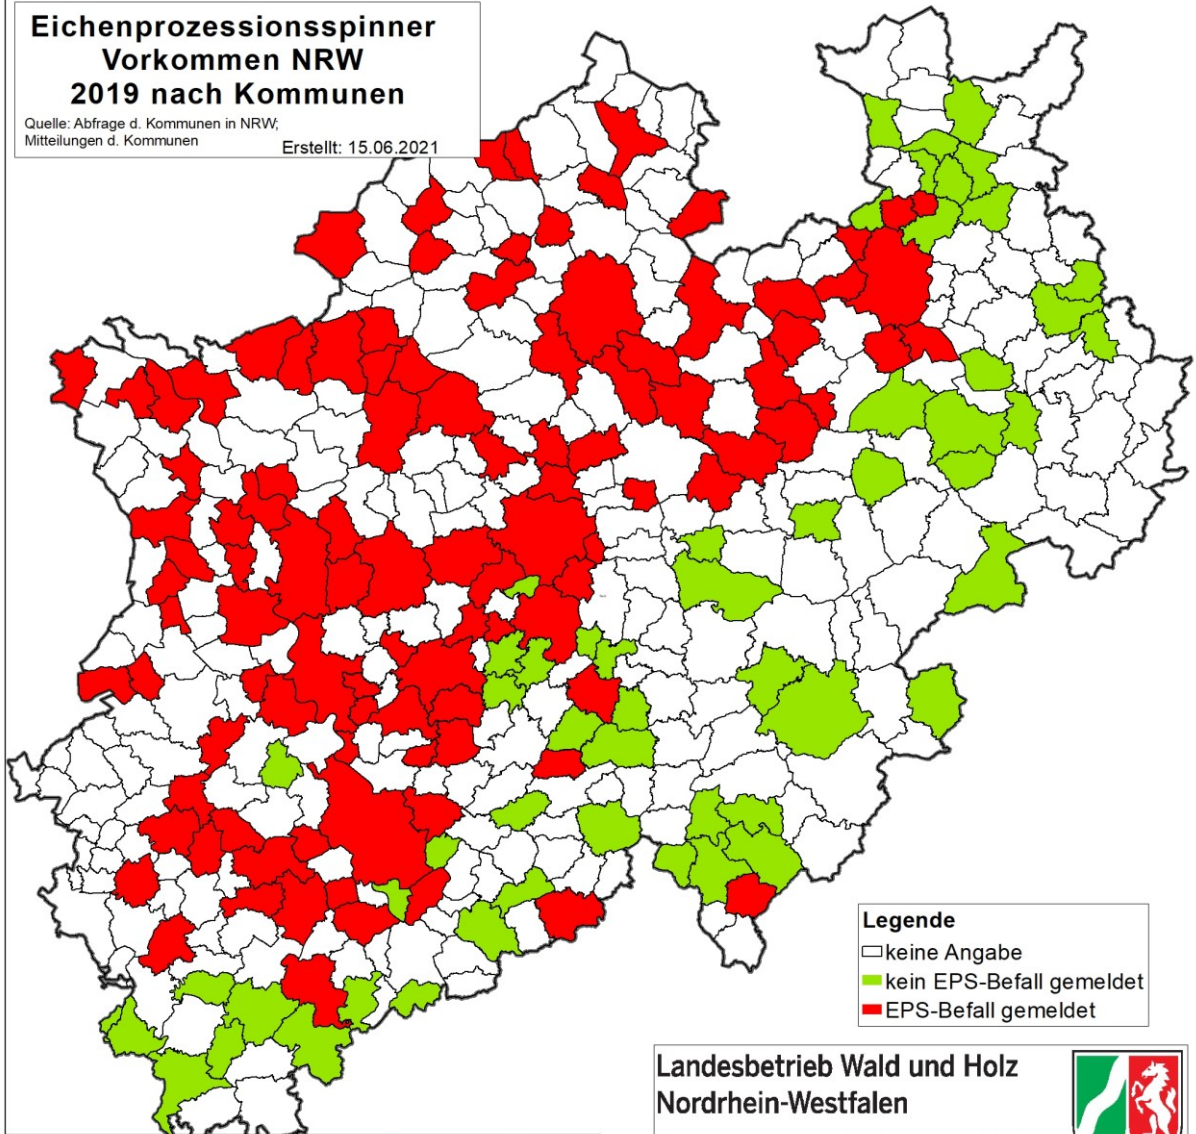 Eichenprozessionsspinner
Vorkommen NRW
2019 nach Kommunen
Quelle: Abfrage d. Kommunen in NRW;
Mitteilungen d. Kommunen
Erstellt: 15.06.2021
Legende
keine Angabe
kein EPS-Befall gemeldet
EPS-Befall gemeldet
Landesbetrieb Wald und Holz
Nordrhein-Westfalen